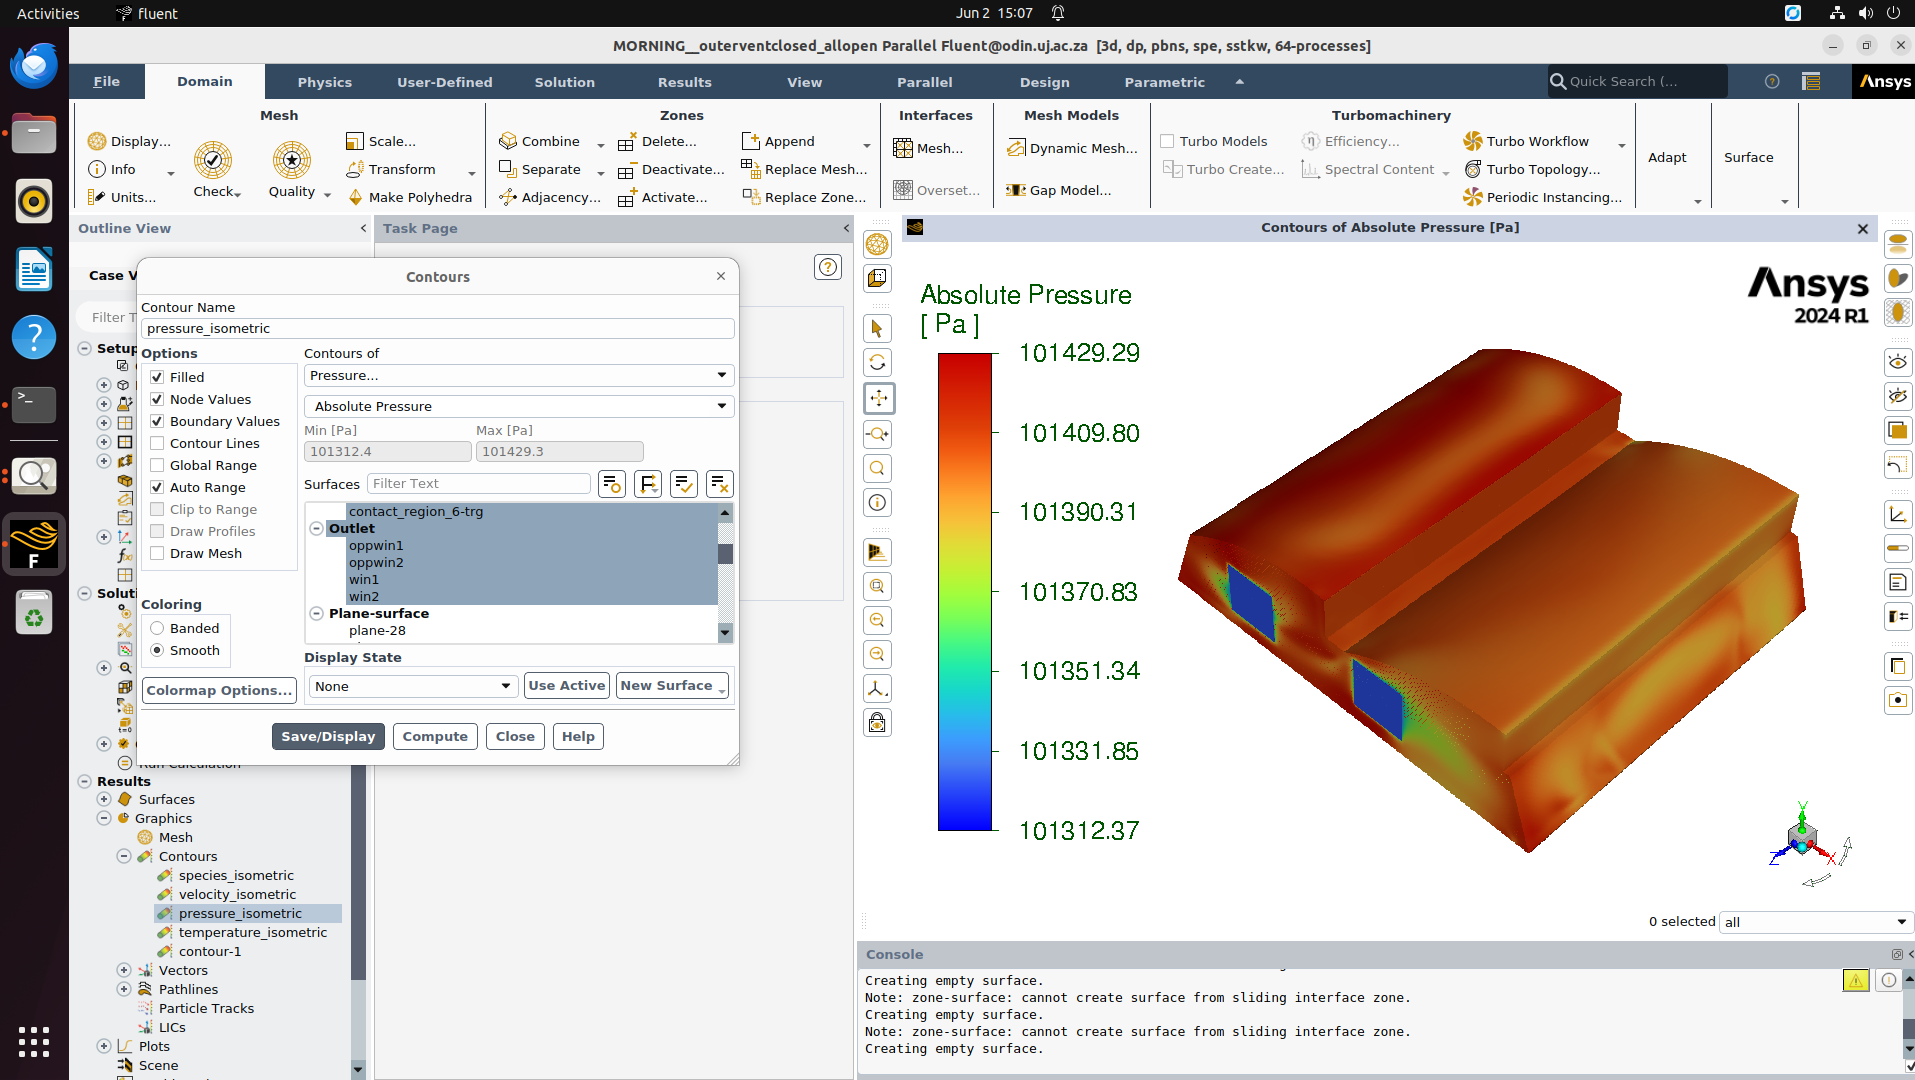 Activities
fluent
Jun 2 15:07
MORNING__outerventclosed_allopen Parallel Fluent@odin.uj.ac.za [3d, dp, pbns, spe, sstkw, 64-processes]
File
Domain
Physics
User-Defined
Solution
Results
View
Parallel
Design
Parametric
Quick Search (...
Ansys
Mesh
Display...
Info
Units...
Check
Quality
Scale...
Transform
Make Polyhedra
Zones
Combine
Separate
Adjacency...
Delete...
Deactivate...
Activate...
Append
Replace Mesh...
Replace Zone...
Interfaces
Mesh...
Overset...
Mesh Models
Dynamic Mesh...
Gap Model...
Turbomachinery
Turbo Models
Turbo Create...
Efficiency...
Spectral Content
Turbo Workflow
Turbo Topology...
Periodic Instancing...
Adapt
Surface
Outline View
Task Page
Case V
Filter T
Setup
Soluti
Run Calculation
Results
Surfaces
Graphics
Mesh
Contours
species_isometric
velocity_isometric
pressure_isometric
temperature_isometric
contour-1
Vectors
Pathlines
Particle Tracks
LICs
Plots
Scene
Contours
Contour Name
pressure_isometric
Options
Filled
Node Values
Boundary Values
Contour Lines
Global Range
Auto Range
Clip to Range
Draw Profiles
Draw Mesh
Coloring
Banded
Smooth
Colormap Options...
Contours of
Pressure...
Absolute Pressure
Min [Pa]
Max [Pa]
101312.4
101429.3
Surfaces
Filter Text
contact_region_6-trg
Outlet
oppwin1
oppwin2
win1
win2
Plane-surface
plane-28
Display State
None
Use Active
New Surface
Save/Display
Compute
Close
Help
Contours of Absolute Pressure [Pa]
Absolute Pressure
[ Pa ]
101429.29
101409.80
101390.31
101370.83
101351.34
101331.85
101312.37
Ansys
2024 R1
Y
Z
X
0 selected
all
Console
Creating empty surface.
Note: zone-surface: cannot create surface from sliding interface zone.
Creating empty surface.
Note: zone-surface: cannot create surface from sliding interface zone.
Creating empty surface.